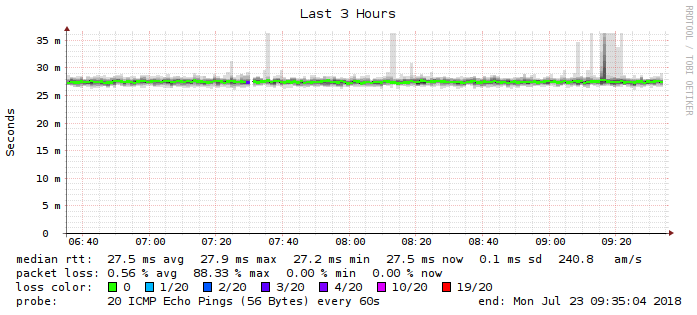 Last 3 Hours
RRDTOOL / TOBI OETIKER
Seconds
35 m
30 m
25 m
20 m
15 m
10 m
5 m
0
06:40 07:00 07:20 07:40 08:00 08:20 08:40 09:00 09:20
median rtt: 27.5 ms avg 27.9 ms max 27.2 ms min 27.5 ms now 0.1 ms sd 240.8 am/s
packet loss: 0.56 % avg 88.33 % max 0.00 % min 0.00 % now
loss color: 0 1/20 2/20 3/20 4/20 10/20 19/20
probe: 20 ICMP Echo Pings (56 Bytes) every 60s end: Mon Jul 23 09:35:04 2018